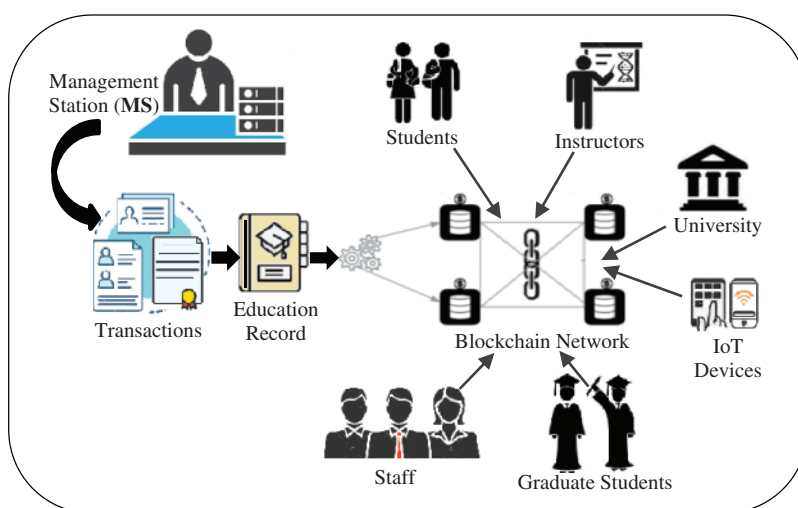 Management
Station (MS)
Students
Instructors
University
Transactions
Education
Record
Blockchain Network
IoT
Devices
Staff
Graduate Students